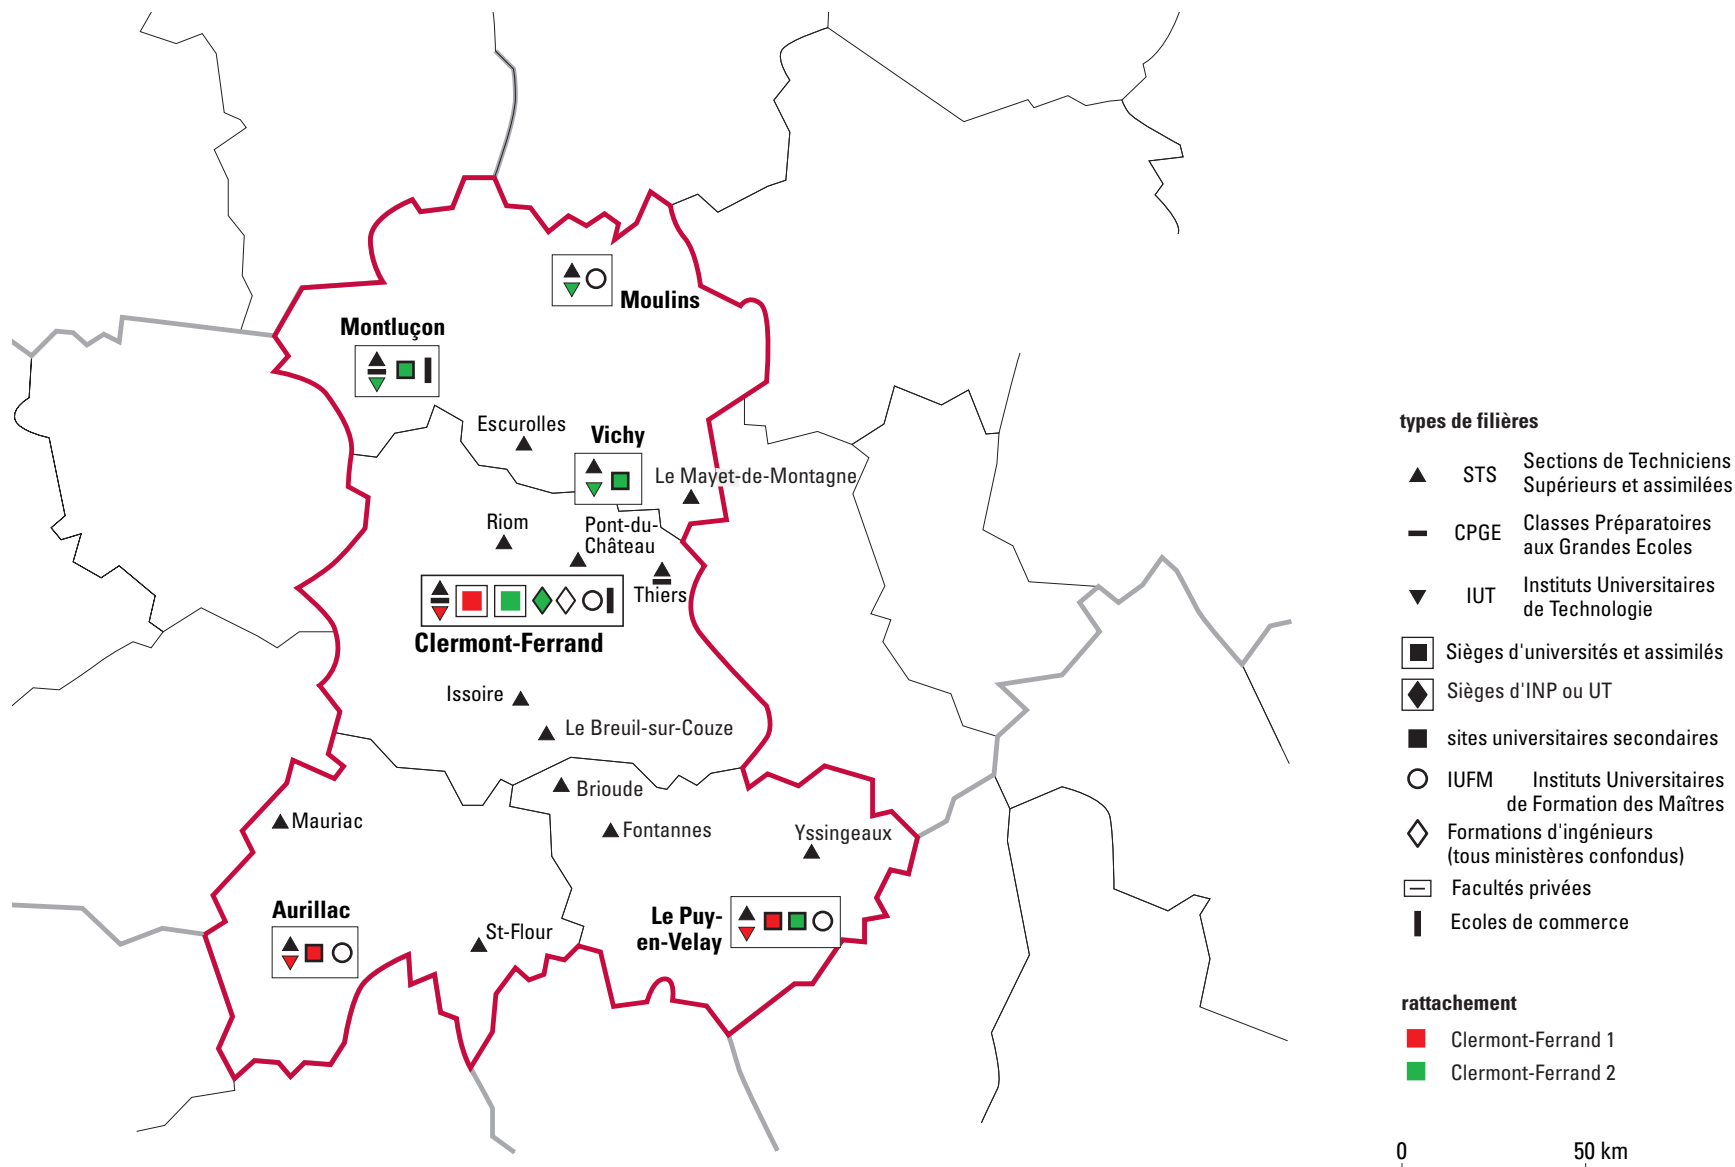 Moulins
Montluçon
Escurolles
Vichy
Le Mayet-de-Montagne
Riom
Pont-du-
Château
Thiers
Clermont-Ferrand
Issoire
Le Breuil-sur-Couze
Brioude
Mauriac
Fontannes
Yssingeaux
Aurillac
St-Flour
Le Puy-
en-Velay
types de filières
STS Sections de Techniciens
Supérieurs et assimilées
CPGE Classes Préparatoires
aux Grandes Ecoles
IUT Instituts Universitaires
de Technologie
Sièges d'universités et assimilés
Sièges d'INP ou UT
sites universitaires secondaires
IUFM Instituts Universitaires
de Formation des Maîtres
Formations d'ingénieurs
(tous ministères confondus)
Facultés privées
Ecoles de commerce
rattachement
Clermont-Ferrand 1
Clermont-Ferrand 2
0 50 km